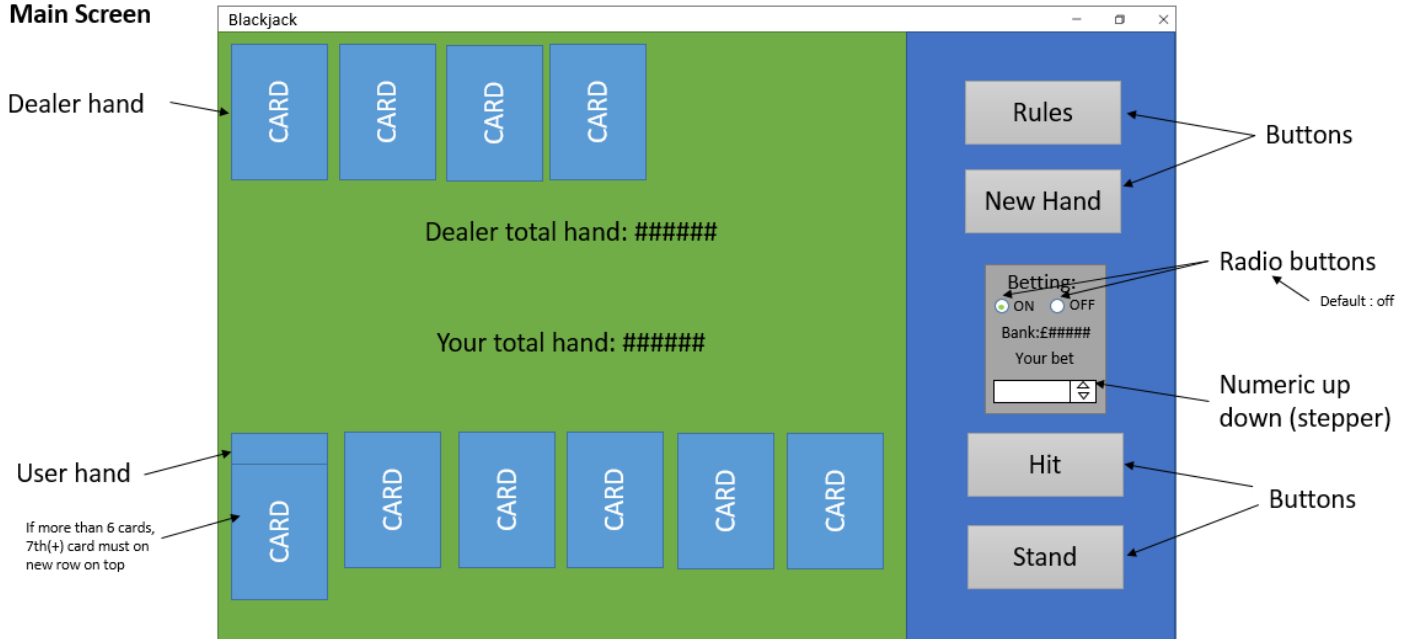 Main Screen
Blackjack
Dealer hand
CARD
CARD
CARD
CARD
Rules
New Hand
Buttons
Dealer total hand: ######
Radio buttons
Default : off
Betting:
ON
OFF
Bank:£#####
Your bet
Your total hand: ######
Numeric up
down (stepper)
User hand
If more than 6 cards,
7th(+) card must on
new row on top
CARD
CARD
CARD
CARD
CARD
CARD
Hit
Stand
Buttons